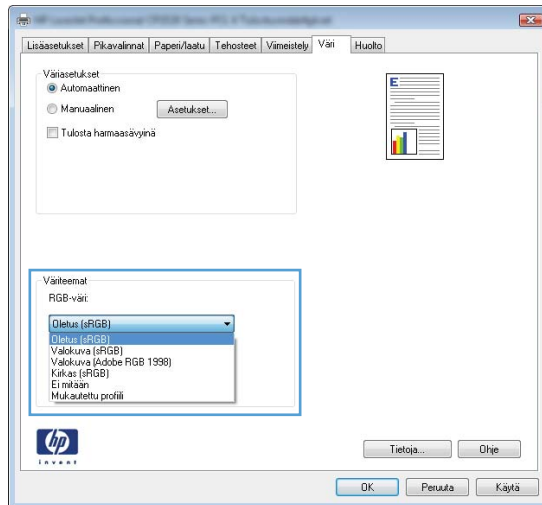 Lisäasetukset Pikavalinnat Paperi/laatu Tehosteet Viimeistely Väri Huolto
Väriasetukset
Automaattinen
Manuaalinen Asetukset...
Tulosta harmaasävyinä
E
Väriteemat
RGB-väri:
Oletus (sRGB)
Oletus (sRGB)
Valokuva (sRGB)
Valokuva (Adobe RGB 1998)
Kirkas (sRGB)
Ei mitään
Mukautettu profiili
hp
invent
Tietoja... Ohje
OK Peruuta Käytä